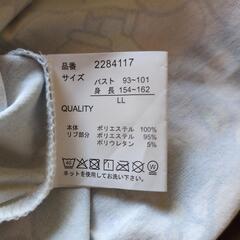 品番 2284117
サイズ バスト 93~101
身長 154~162
LL
QUALITY
本体 ポリエステル 100%
リブ部分 ポリエステル 95%
ポリウレタン 5%
ネットを使用してお洗い下さい。